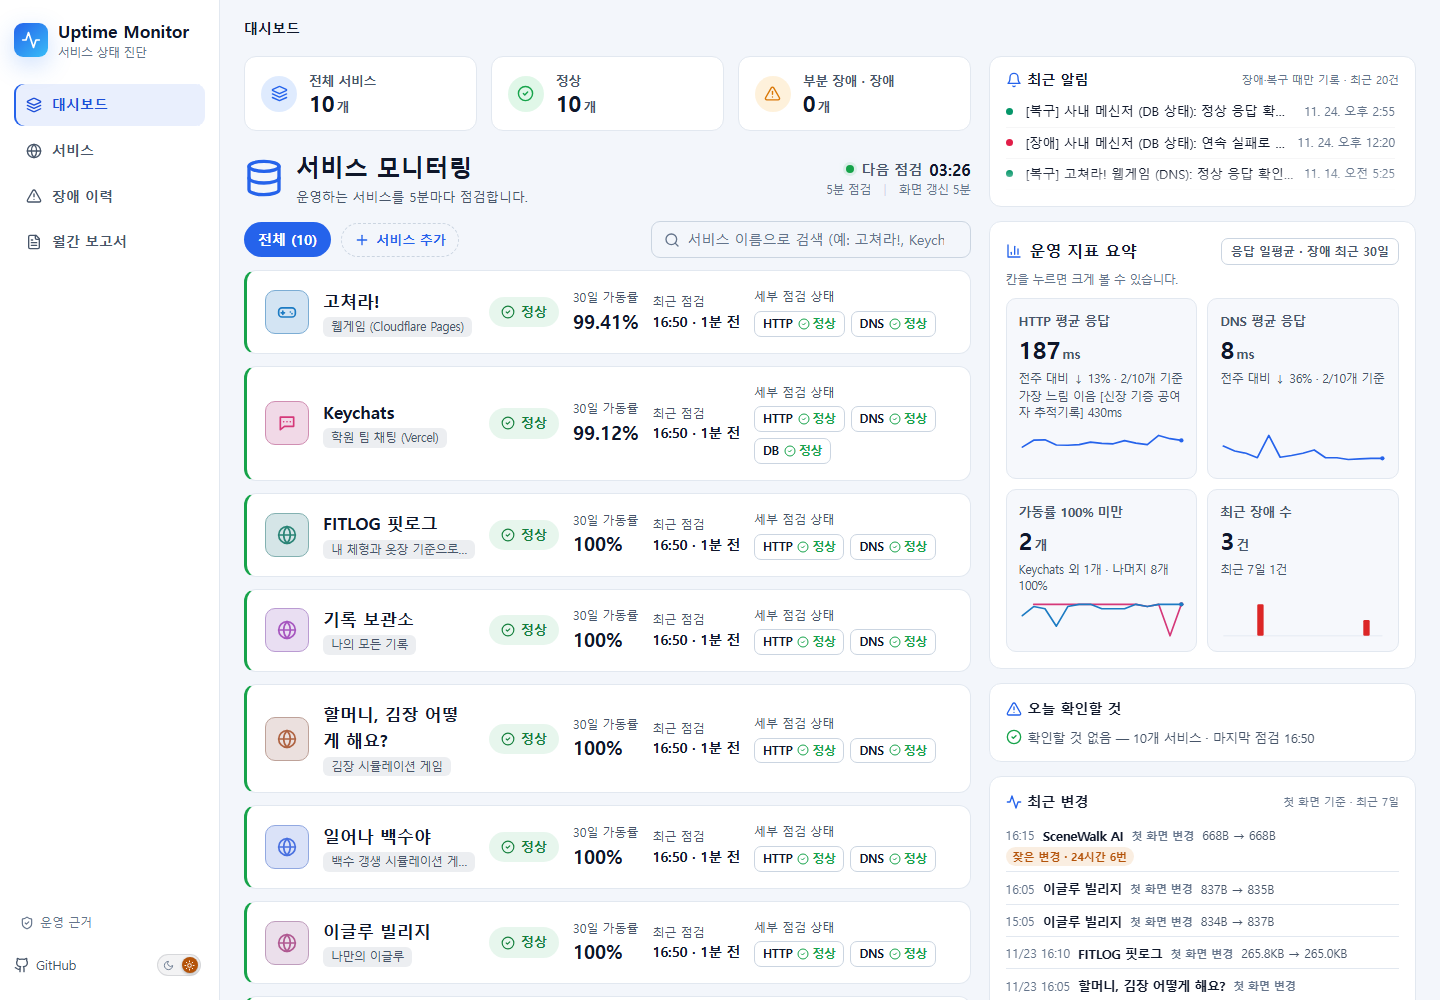 Uptime Monitor
서비스 상태 진단
대시보드
서비스
장애 이력
월간 보고서
운영 근거
GitHub
대시보드
전체 서비스
10개
정상
10개
부분 장애 · 장애
0개
서비스 모니터링
운영하는 서비스를 5분마다 점검합니다.
다음 점검 03:26
5분 점검 | 화면 갱신 5분
전체 (10)
서비스 추가
서비스 이름으로 검색 (예: 고쳐라!, Keych
고쳐라!
웹게임 (Cloudflare Pages)
정상
30일 가동률
99.41%
최근 점검
16:50 · 1분 전
세부 점검 상태
HTTP 정상 DNS 정상
Keychats
학원 팀 채팅 (Vercel)
정상
30일 가동률
99.12%
최근 점검
16:50 · 1분 전
세부 점검 상태
HTTP 정상 DNS 정상
DB 정상
FITLOG 핏로그
내 체형과 옷장 기준으로...
정상
30일 가동률
100%
최근 점검
16:50 · 1분 전
세부 점검 상태
HTTP 정상 DNS 정상
기록 보관소
나의 모든 기록
정상
30일 가동률
100%
최근 점검
16:50 · 1분 전
세부 점검 상태
HTTP 정상 DNS 정상
할머니, 김장 어떻
게 해요?
김장 시뮬레이션 게임
정상
30일 가동률
100%
최근 점검
16:50 · 1분 전
세부 점검 상태
HTTP 정상 DNS 정상
일어나 백수야
백수 갱생 시뮬레이션 게...
정상
30일 가동률
100%
최근 점검
16:50 · 1분 전
세부 점검 상태
HTTP 정상 DNS 정상
이글루 빌리지
나만의 이글루
정상
30일 가동률
100%
최근 점검
16:50 · 1분 전
세부 점검 상태
HTTP 정상 DNS 정상
최근 알림
장애·복구 때만 기록 · 최근 20건
[복구] 사내 메신저 (DB 상태): 정상 응답 확... 11. 24. 오후 2:55
[장애] 사내 메신저 (DB 상태): 연속 실패로 ... 11. 24. 오후 12:20
[복구] 고쳐라! 웹게임 (DNS): 정상 응답 확인... 11. 14. 오전 5:25
운영 지표 요약
응답 일평균 · 장애 최근 30일
칸을 누르면 크게 볼 수 있습니다.
HTTP 평균 응답
187ms
전주 대비 ↓ 13% · 2/10개 기준
가장 느림 이음 [신장 기증 공여
자 추적기록] 430ms
DNS 평균 응답
8ms
전주 대비 ↓ 36% · 2/10개 기준
가동률 100% 미만
2개
Keychats 외 1개 · 나머지 8개
100%
최근 장애 수
3건
최근 7일 1건
오늘 확인할 것
확인할 것 없음 — 10개 서비스 · 마지막 점검 16:50
최근 변경
첫 화면 기준 · 최근 7일
16:15 SceneWalk AI 첫 화면 변경 668B → 668B
잦은 변경 · 24시간 6번
16:05 이글루 빌리지 첫 화면 변경 837B → 835B
15:05 이글루 빌리지 첫 화면 변경 834B → 837B
11/23 16:10 FITLOG 핏로그 첫 화면 변경 265.8KB → 265.0KB
11/23 16:05 할머니, 김장 어떻게 해요? 첫 화면 변경